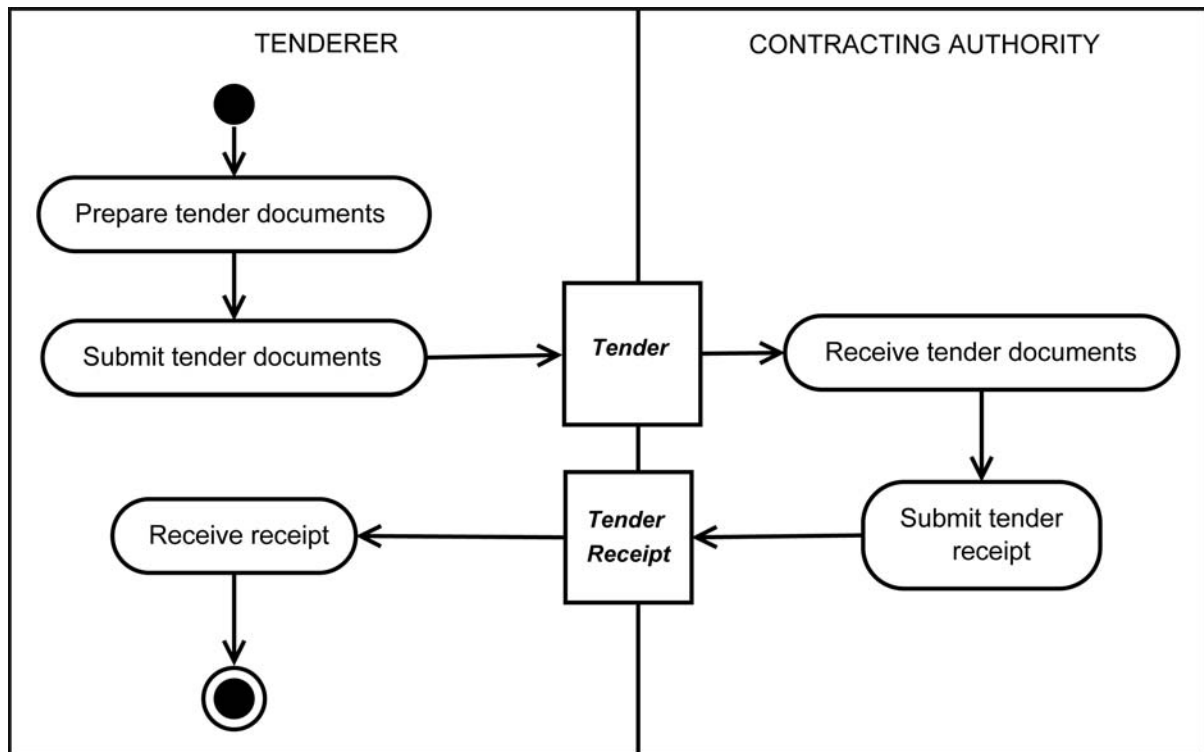 TENDERER
CONTRACTING AUTHORITY
Prepare tender documents
Submit tender documents
Tender
Receive tender documents
Receive receipt
Tender
Receipt
Submit tender
receipt